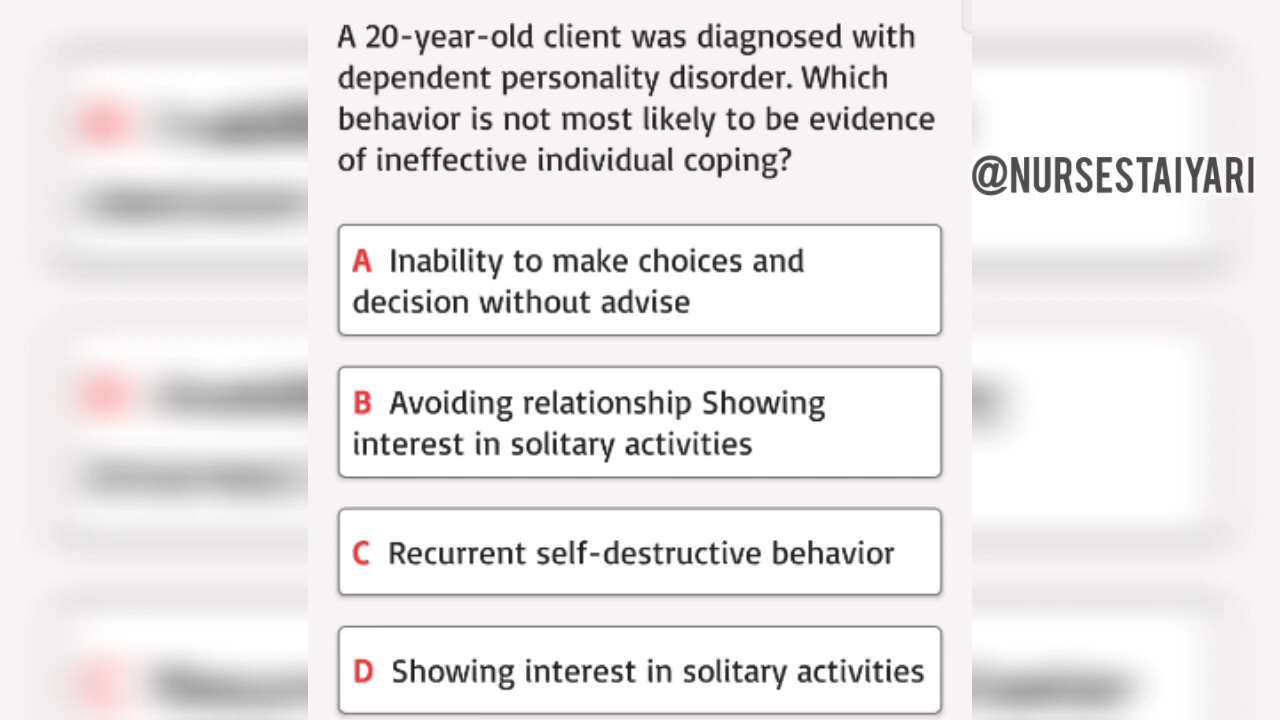 A 20-year-old client was diagnosed with
dependent personality disorder. Which
behavior is not most likely to be evidence
of ineffective individual coping?
@NURSESTAIYARI
A Inability to make choices and
decision without advise
B Avoiding relationship Showing
interest in solitary activities
C Recurrent self-destructive behavior
D Showing interest in solitary activities